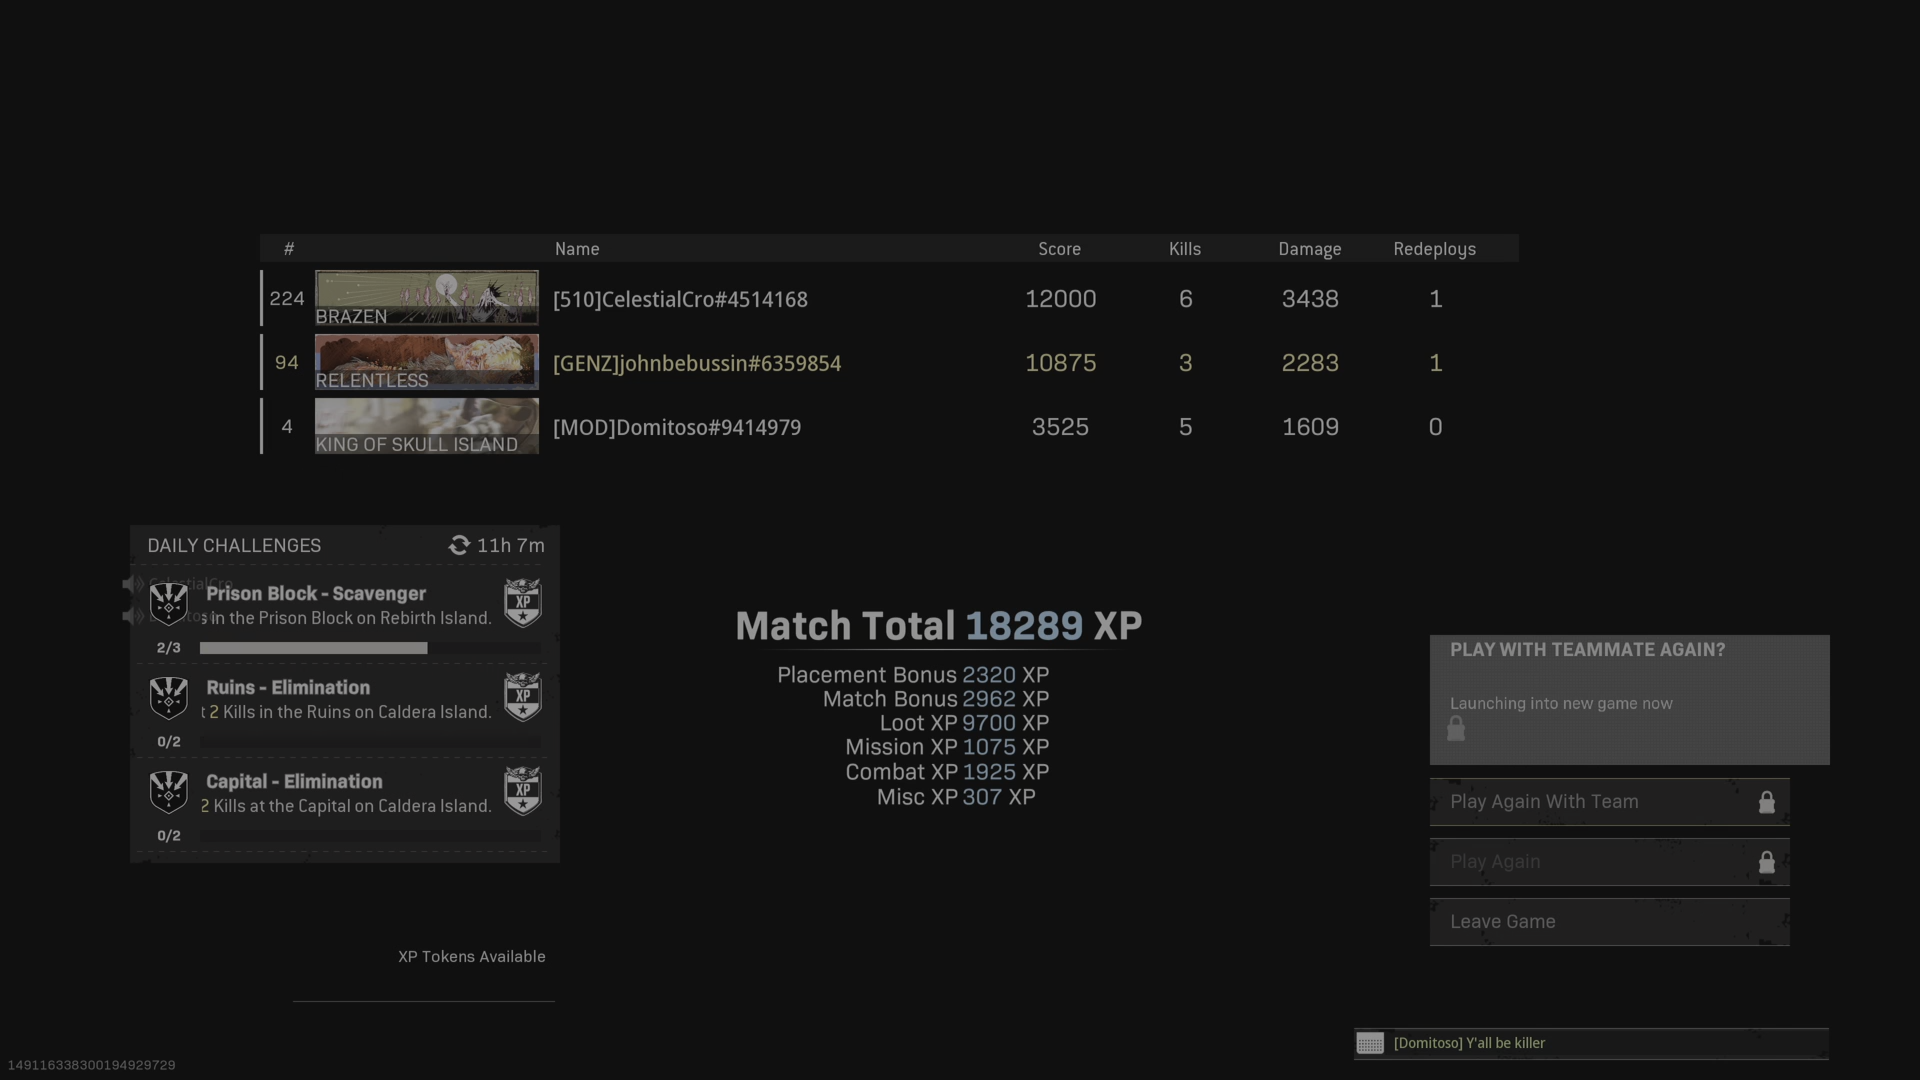 # Name Score Kills Damage Redeploys
224 BRAZEN [510]CelestialCro#4514168 12000 6 3438 1
94 RELENTLESS [GENZ]johnbebussin#6359854 10875 3 2283 1
4 KING OF SKULL ISLAND [MOD]Domitoso#9414979 3525 5 1609 0
DAILY CHALLENGES 11h 7m
CelestialCro
Prison Block - Scavenger XP
s in the Prison Block on Rebirth Island.
2/3
Ruins - Elimination XP
t 2 Kills in the Ruins on Caldera Island.
0/2
Capital - Elimination XP
2 Kills at the Capital on Caldera Island.
0/2
XP Tokens Available
Match Total 18289 XP
Placement Bonus 2320 XP
Match Bonus 2962 XP
Loot XP 9700 XP
Mission XP 1075 XP
Combat XP 1925 XP
Misc XP 307 XP
PLAY WITH TEAMMATE AGAIN?
Launching into new game now
Play Again With Team
Play Again
Leave Game
[Domitoso] Y'all be killer
149116338300194929729